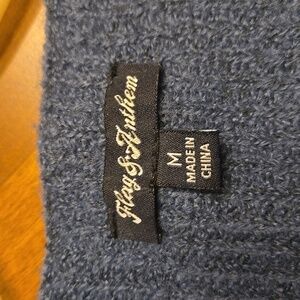 Flag & Anthem
M
MADE IN
CHINA